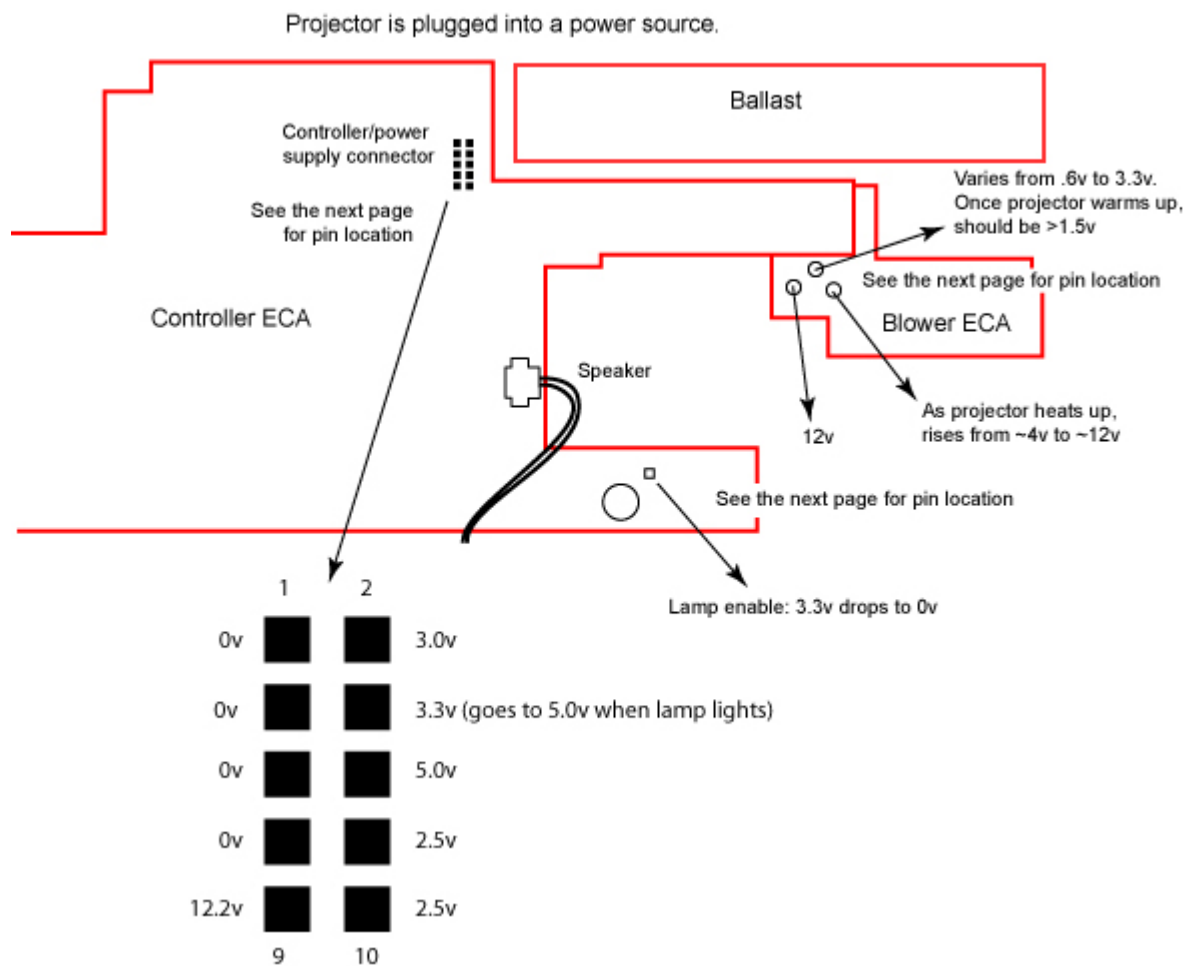 Projector is plugged into a power source.
Ballast
Controller/power
supply connector
See the next page
for pin location
Varies from .6v to 3.3v.
Once projector warms up,
should be >1.5v
See the next page for pin location
Controller ECA
Blower ECA
Speaker
12v
As projector heats up,
rises from ~4v to ~12v
See the next page for pin location
Lamp enable: 3.3v drops to 0v
1 2
0v 3.0v
0v 3.3v (goes to 5.0v when lamp lights)
0v 5.0v
0v 2.5v
12.2v 2.5v
9 10